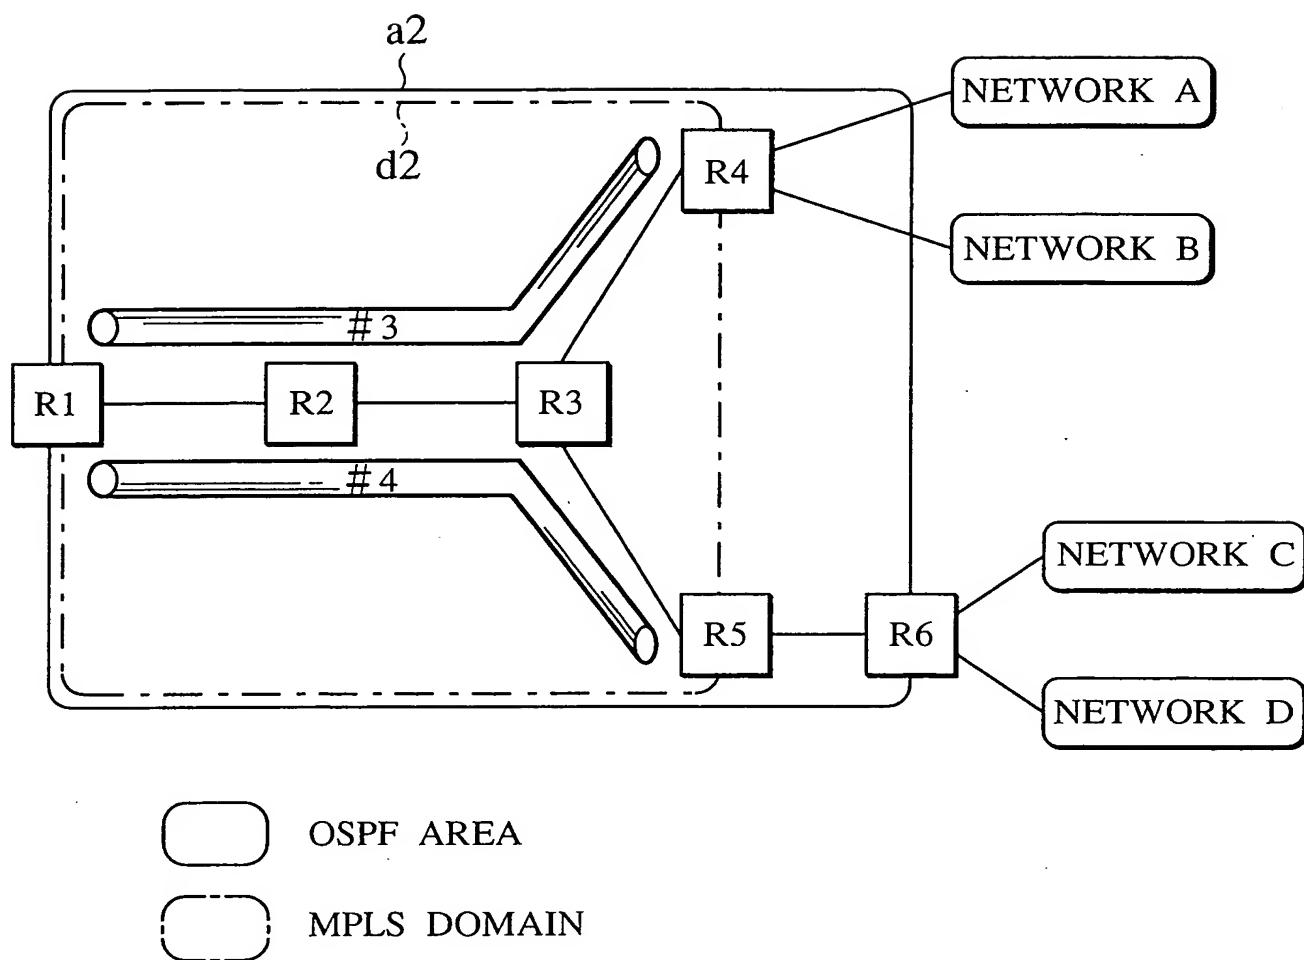 a2
d2
NETWORK A
R4
NETWORK B
#3
R1
R2
R3
#4
NETWORK C
R5
R6
NETWORK D
OSPF AREA
MPLS DOMAIN